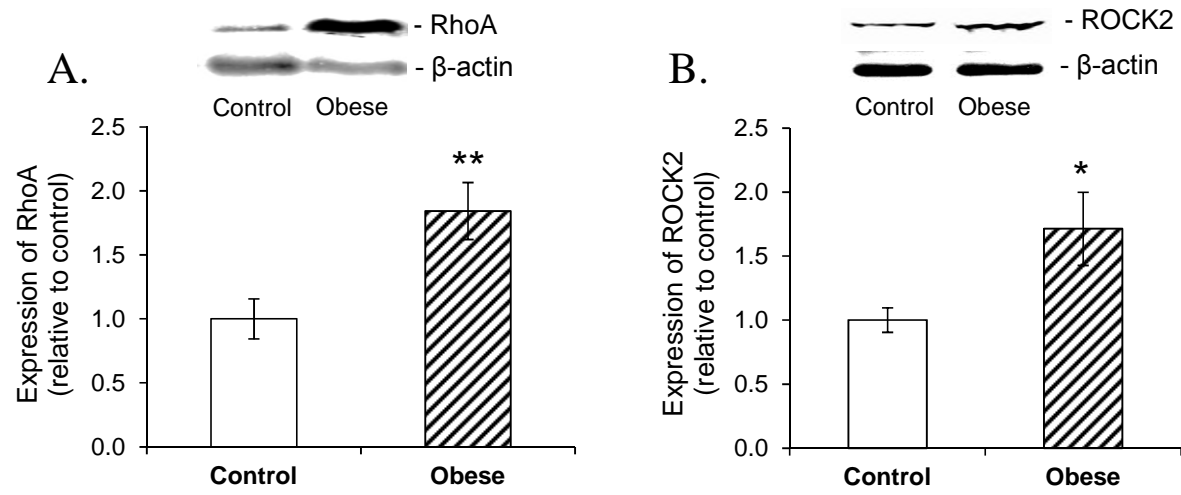 - RhoA
A.
- β-actin
Control Obese
2.5
2.0
1.5
1.0
0.5
0.0
**
Expression of RhoA
(relative to control)
Control Obese
- ROCK2
B.
- β-actin
Control Obese
2.5
2.0
1.5
1.0
0.5
0.0
*
Expression of ROCK2
(relative to control)
Control Obese